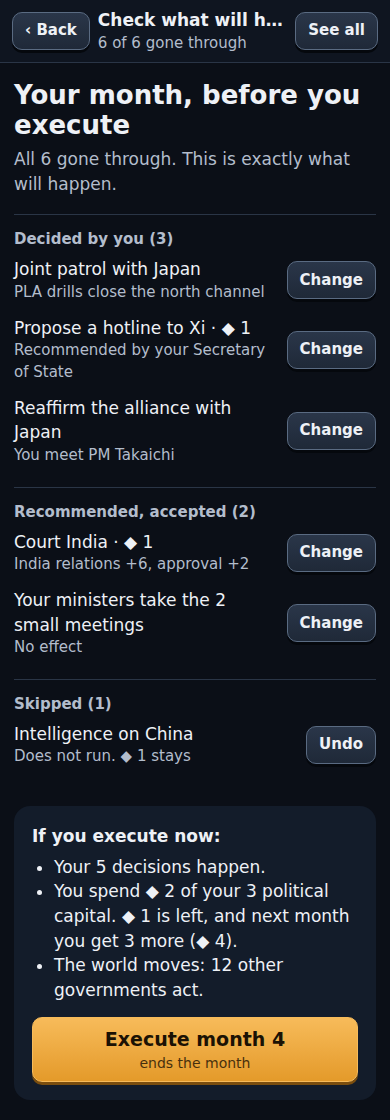 ‹ Back
Check what will h…
6 of 6 gone through
See all
Your month, before you
execute
All 6 gone through. This is exactly what
will happen.
Decided by you (3)
Joint patrol with Japan
PLA drills close the north channel
Change
Propose a hotline to Xi · ◆ 1
Recommended by your Secretary
of State
Change
Reaffirm the alliance with
Japan
You meet PM Takaichi
Change
Recommended, accepted (2)
Court India · ◆ 1
India relations +6, approval +2
Change
Your ministers take the 2
small meetings
No effect
Change
Skipped (1)
Intelligence on China
Does not run. ◆ 1 stays
Undo
If you execute now:
• Your 5 decisions happen.
• You spend ◆ 2 of your 3 political
capital. ◆ 1 is left, and next month
you get 3 more (◆ 4).
• The world moves: 12 other
governments act.
Execute month 4
ends the month